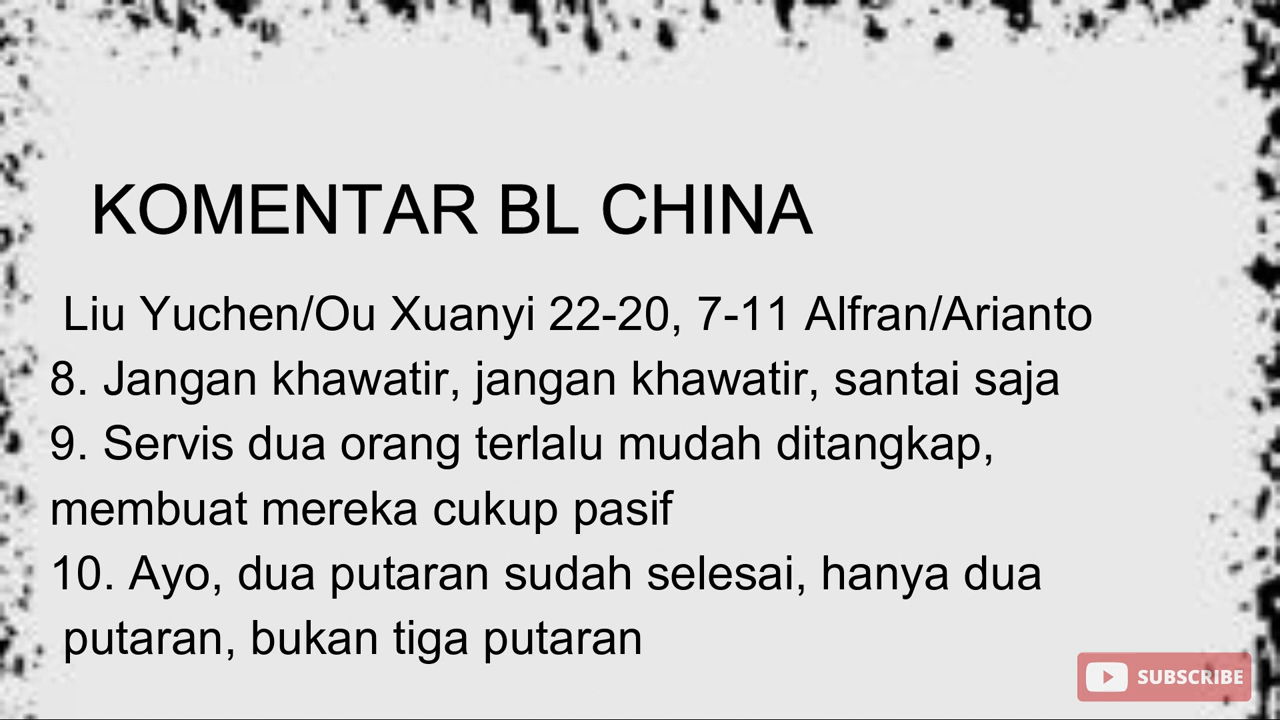 KOMENTAR BL CHINA
Liu Yuchen/Ou Xuanyi 22-20, 7-11 Alfran/Arianto
8. Jangan khawatir, jangan khawatir, santai saja
9. Servis dua orang terlalu mudah ditangkap,
membuat mereka cukup pasif
10. Ayo, dua putaran sudah selesai, hanya dua
putaran, bukan tiga putaran
SUBSCRIBE